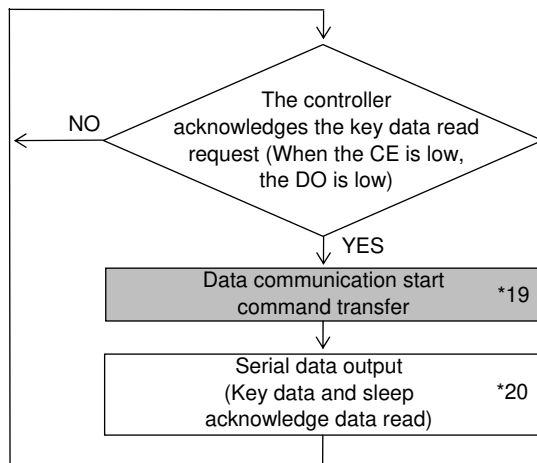 The controller
acknowledges the key data read
request (When the CE is low,
the DO is low)
NO
YES
Data communication start
command transfer
*19
Serial data output
(Key data and sleep
acknowledge data read)
*20